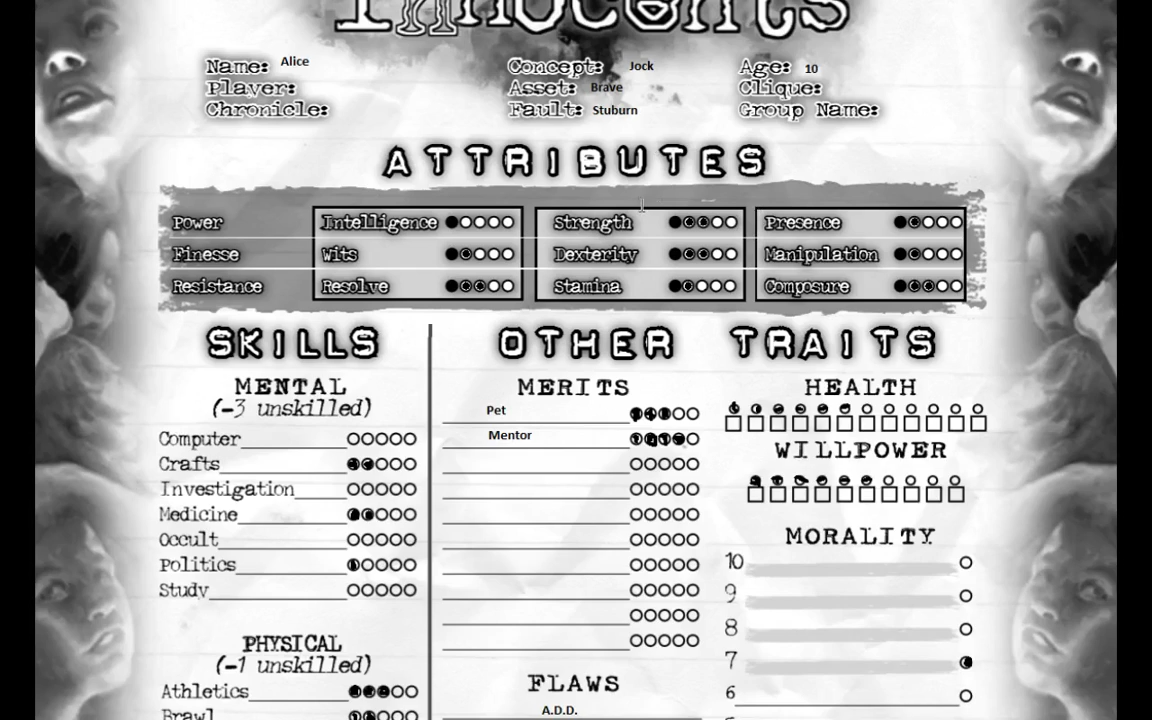 Innocents
Name: Alice Concept: Jock Age: 10
Player: Asset: Brave Clique:
Chronicle: Fault: Stuburn Group Name:
ATTRIBUTES
Power Intelligence Strength Presence
Finesse Wits Dexterity Manipulation
Resistance Resolve Stamina Composure
SKILLS OTHER TRAITS
MENTAL
(-3 unskilled)
Computer
Crafts
Investigation
Medicine
Occult
Politics
Study
PHYSICAL
(-1 unskilled)
Athletics
Brawl
MERITS
Pet
Mentor
FLAWS
A.D.D.
HEALTH
WILLPOWER
MORALITY
10
9
8
7
6